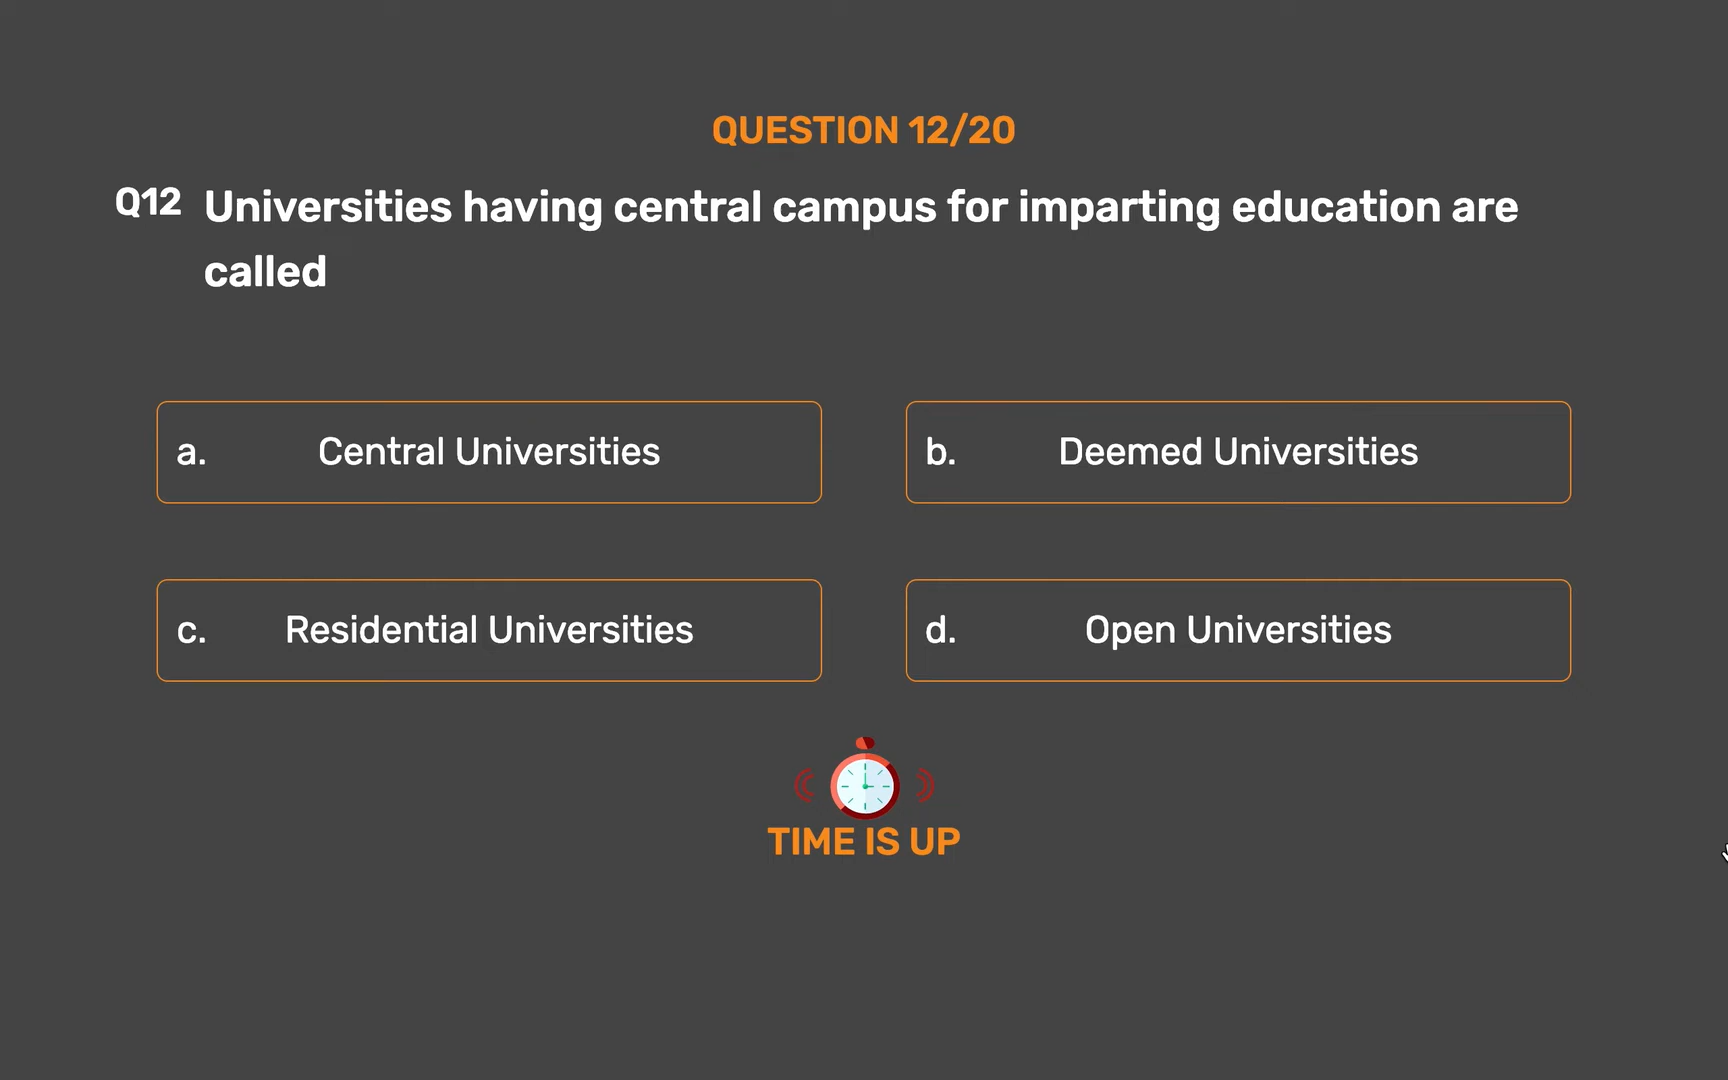 QUESTION 12/20
Q12 Universities having central campus for imparting education are
called
a. Central Universities
b. Deemed Universities
c. Residential Universities
d. Open Universities
TIME IS UP